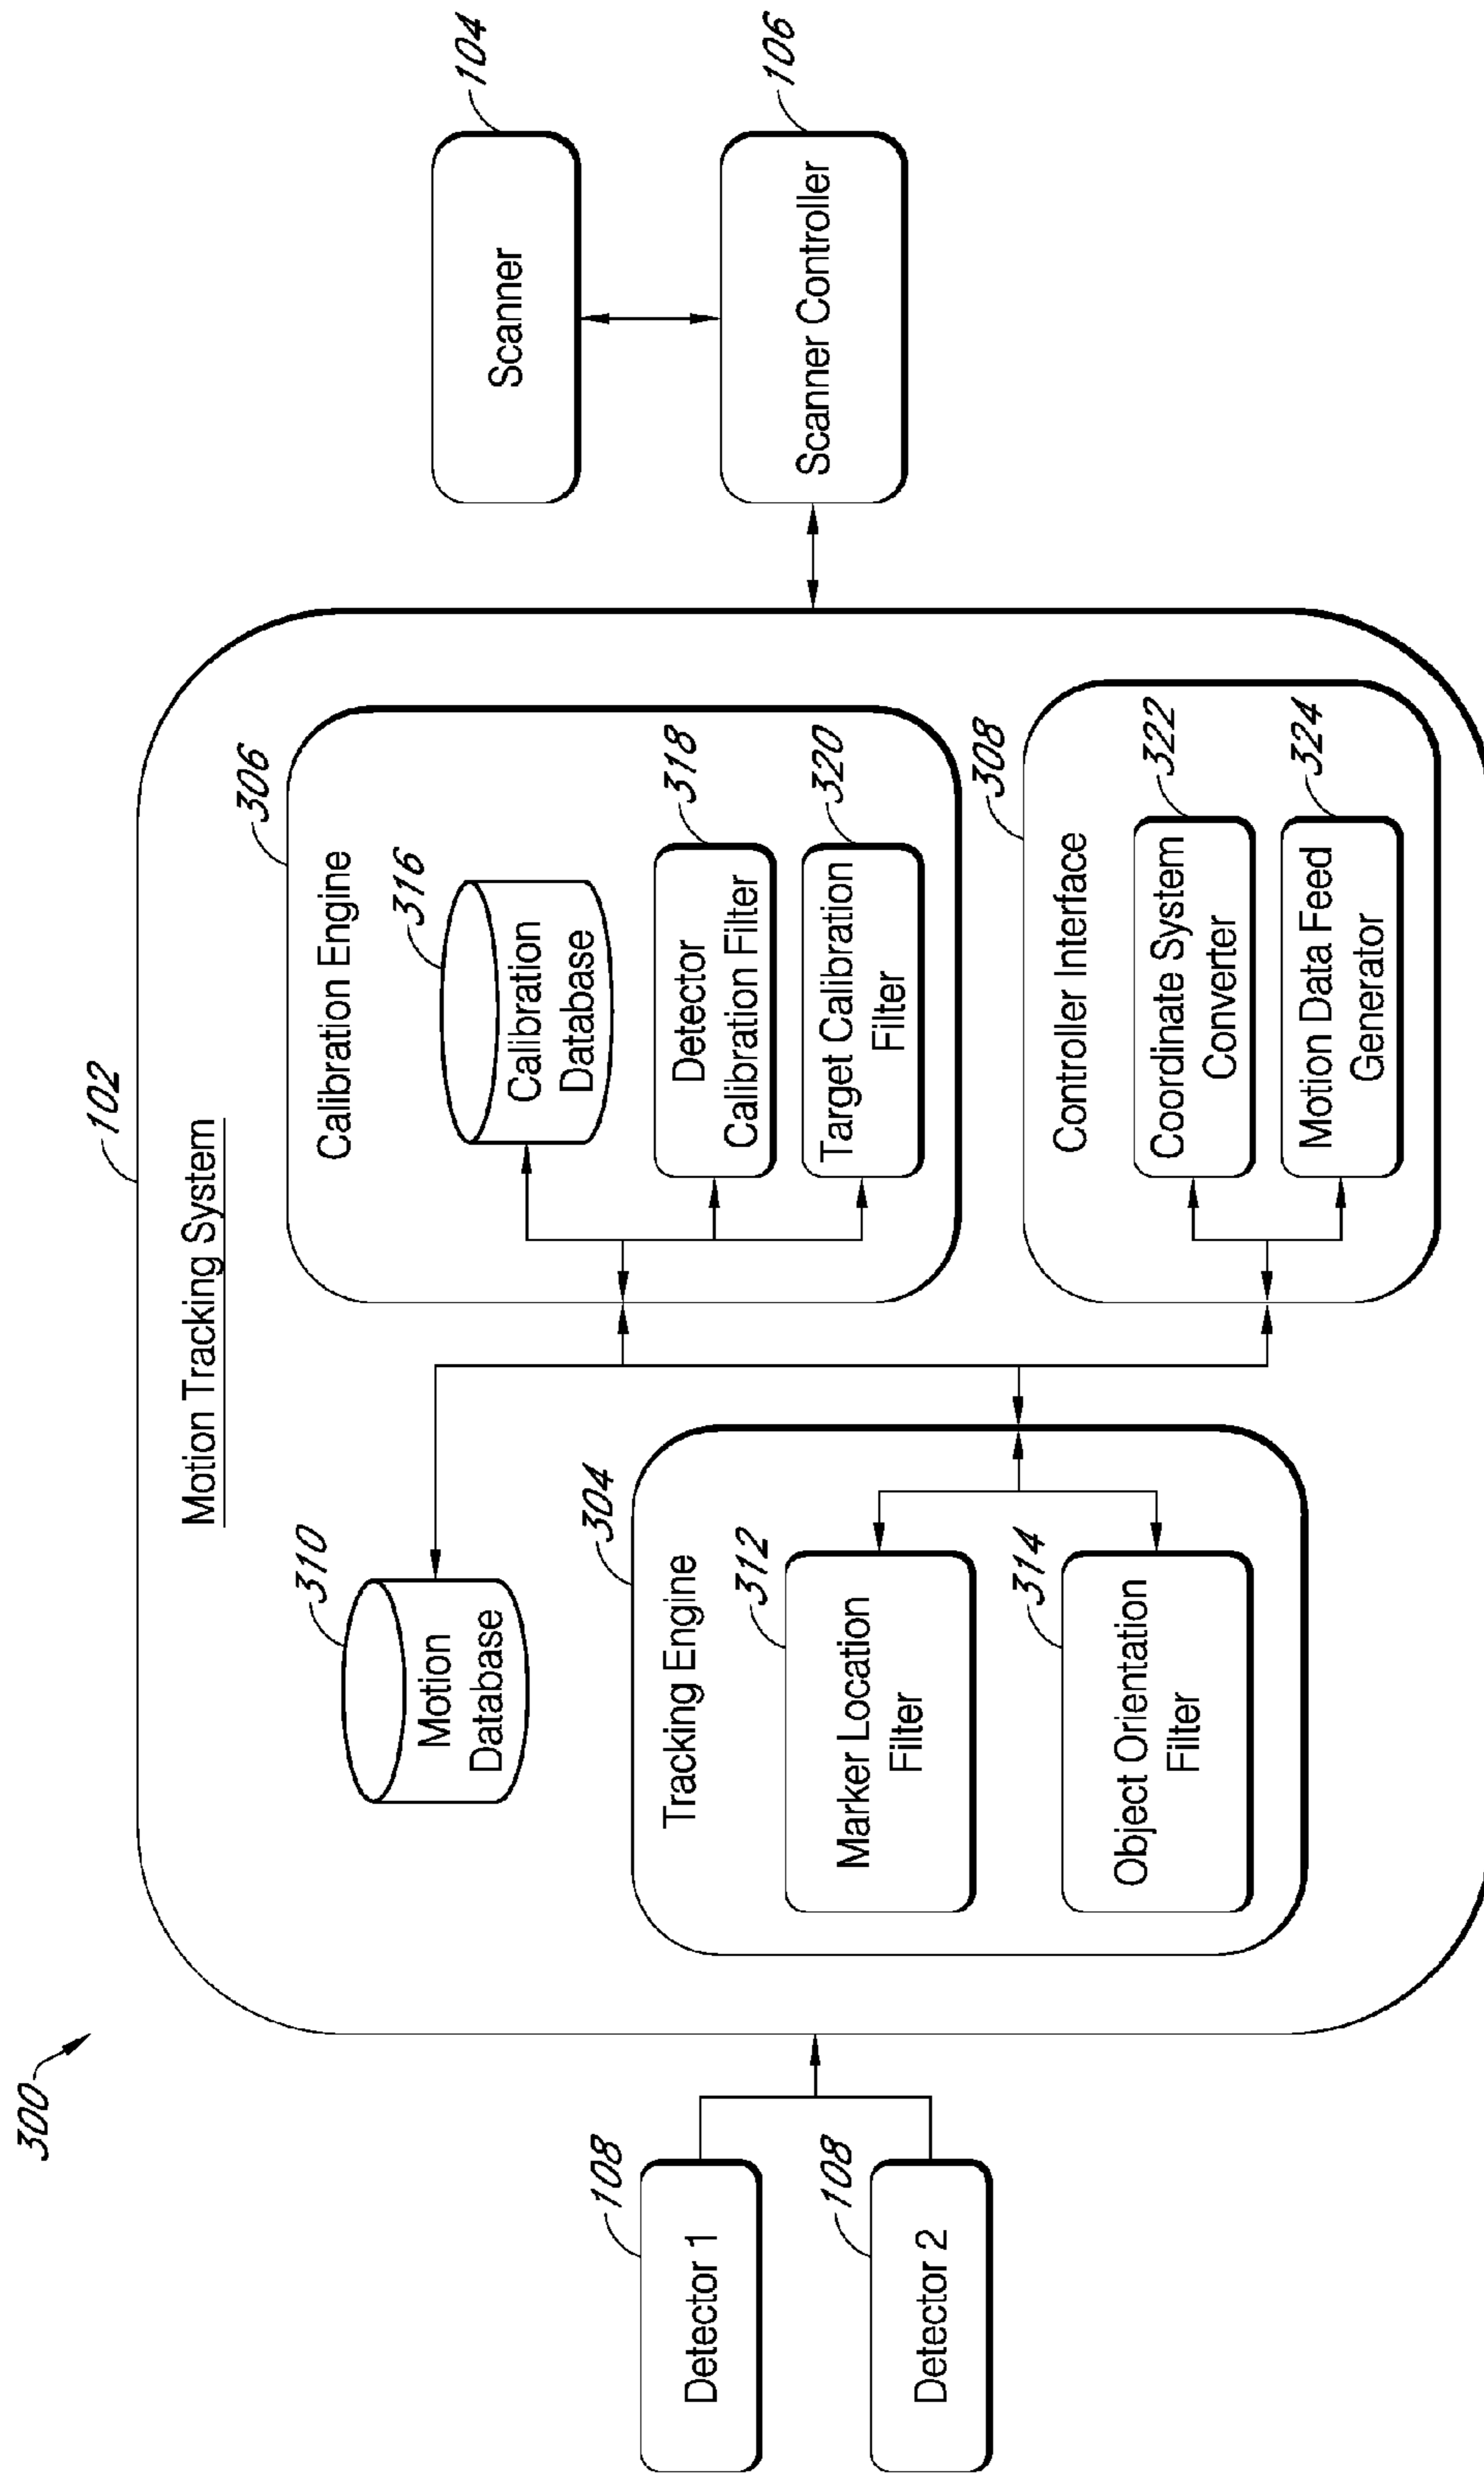 300
102
Motion Tracking System
310
Motion
Database
304
Tracking Engine
312
Marker Location
Filter
314
Object Orientation
Filter
306
Calibration Engine
316
Calibration
Database
318
Detector
Calibration Filter
320
Target Calibration
Filter
308
Controller Interface
322
Coordinate System
Converter
324
Motion Data Feed
Generator
108
Detector 1
108
Detector 2
104
Scanner
106
Scanner Controller